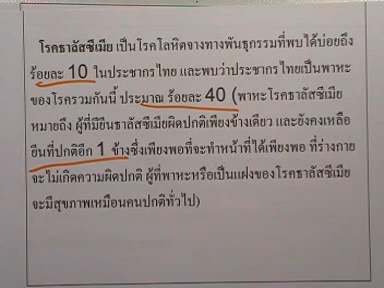 โรคธาลัสซีเมีย เป็นโรคโลหิตจางทางพันธุกรรมที่พบได้บ่อยถึง
ร้อยละ 10 ในประชากรไทย และพบว่าประชากรไทยเป็นพาหะ
ของโรครวมกันนี้ ประมาณ ร้อยละ 40 (พาหะโรคธาลัสซีเมีย
หมายถึง ผู้ที่มียีนธาลัสซีเมียผิดปกติเพียงข้างเดียว และยังคงเหลือ
ยีนที่ปกติอีก 1 ข้างซึ่งเพียงพอที่จะทำหน้าที่ได้เพียงพอ ที่ร่างกาย
จะไม่เกิดความผิดปกติ ผู้ที่พาหะหรือเป็นแฝงของโรคธาลัสซีเมีย
จะมีสุขภาพเหมือนคนปกติทั่วไป)